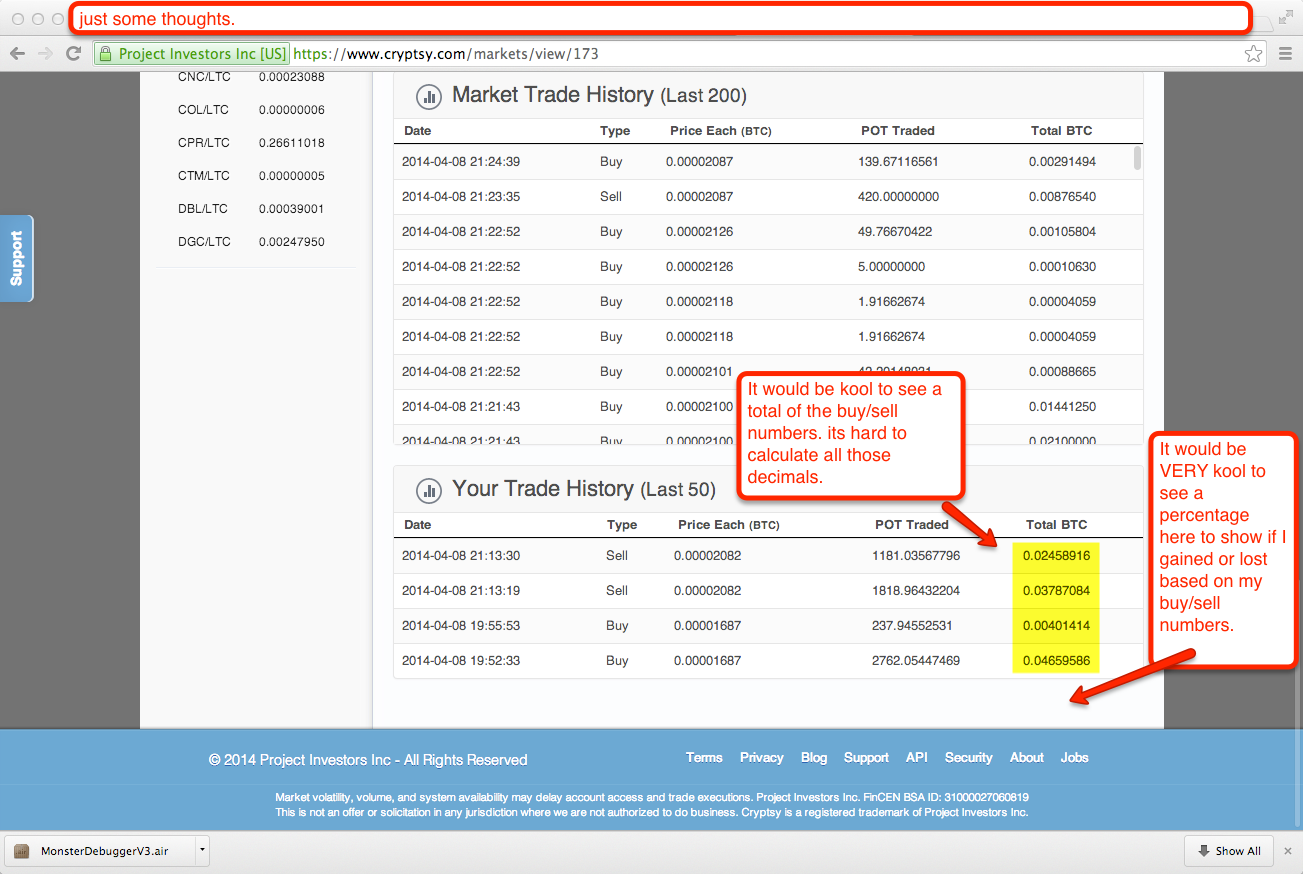 just some thoughts.
Project Investors Inc [US] https://www.cryptsy.com/markets/view/173
CNC/LTC 0.00023088
COL/LTC 0.00000006
CPR/LTC 0.26611018
CTM/LTC 0.00000005
DBL/LTC 0.00039001
DGC/LTC 0.00247950
Support
Market Trade History (Last 200)
Date Type Price Each (BTC) POT Traded Total BTC
2014-04-08 21:24:39 Buy 0.00002087 139.67116561 0.00291494
2014-04-08 21:23:35 Sell 0.00002087 420.00000000 0.00876540
2014-04-08 21:22:52 Buy 0.00002126 49.76670422 0.00105804
2014-04-08 21:22:52 Buy 0.00002126 5.00000000 0.00010630
2014-04-08 21:22:52 Buy 0.00002118 1.91662674 0.00004059
2014-04-08 21:22:52 Buy 0.00002118 1.91662674 0.00004059
2014-04-08 21:22:52 Buy 0.00002101 0.00088665
2014-04-08 21:21:43 Buy 0.00002100 0.01441250
2014-04-08 21:21:43 Buy 0.00002100 0.02100000
It would be kool to see a
total of the buy/sell
numbers. its hard to
calculate all those
decimals.
It would be
VERY kool to
see a
percentage
here to show if I
gained or lost
based on my
buy/sell
numbers.
Your Trade History (Last 50)
Date Type Price Each (BTC) POT Traded Total BTC
2014-04-08 21:13:30 Sell 0.00002082 1181.03567796 0.02458916
2014-04-08 21:13:19 Sell 0.00002082 1818.96432204 0.03787084
2014-04-08 19:55:53 Buy 0.00001687 237.94552531 0.00401414
2014-04-08 19:52:33 Buy 0.00001687 2762.05447469 0.04659586
© 2014 Project Investors Inc - All Rights Reserved
Terms Privacy Blog Support API Security About Jobs
Market volatility, volume, and system availability may delay account access and trade executions. Project Investors Inc. FinCEN BSA ID: 31000027060819
This is not an offer or solicitation in any jurisdiction where we are not authorized to do business. Cryptsy is a registered trademark of Project Investors Inc.
MonsterDebuggerV3.air
Show All